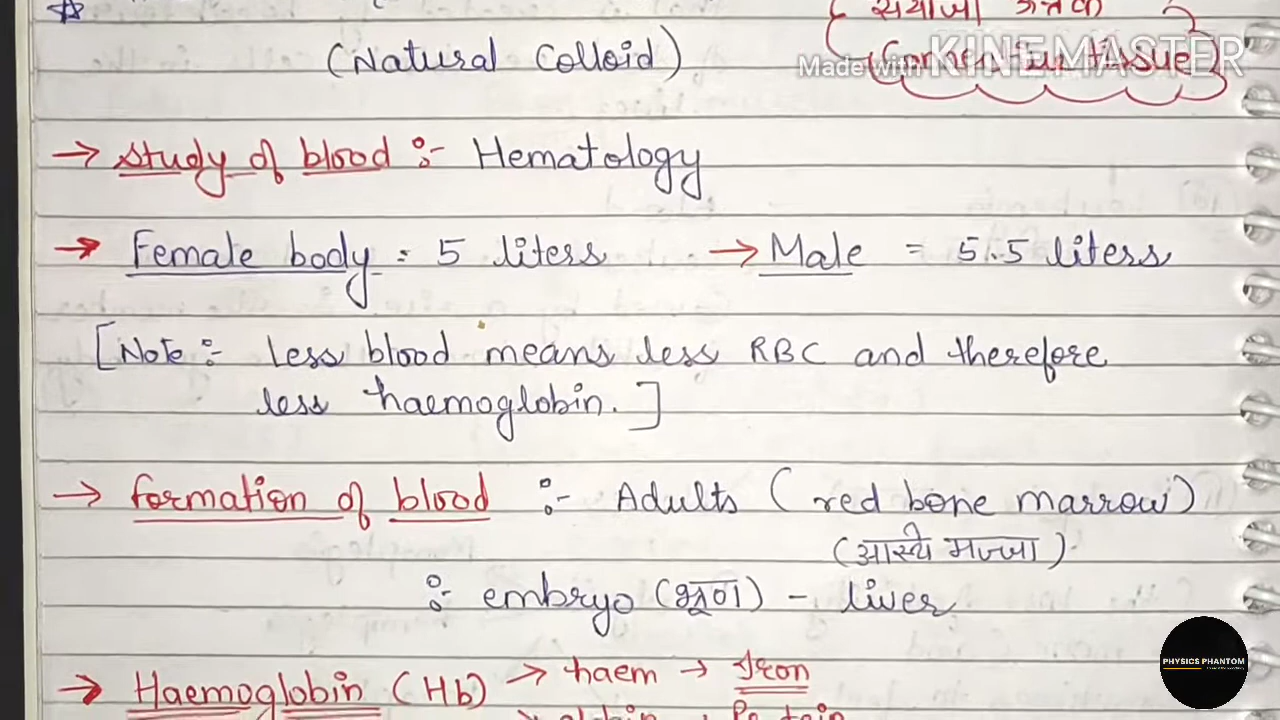 (Natural Colloid)
Made with KINEMASTER
tissue
→ Study of blood :- Hematology
→ Female body = 5 liters → Male = 5.5 liters
[Note :- less blood means less RBC and therefore
less haemoglobin.]
→ formation of blood :- Adults (red bone marrow)
(आस्थि मज्जा)
:- embryo (भ्रूण) - liver
PHYSICS PHANTOM
> haem → Iron
→ Haemoglobin (Hb)